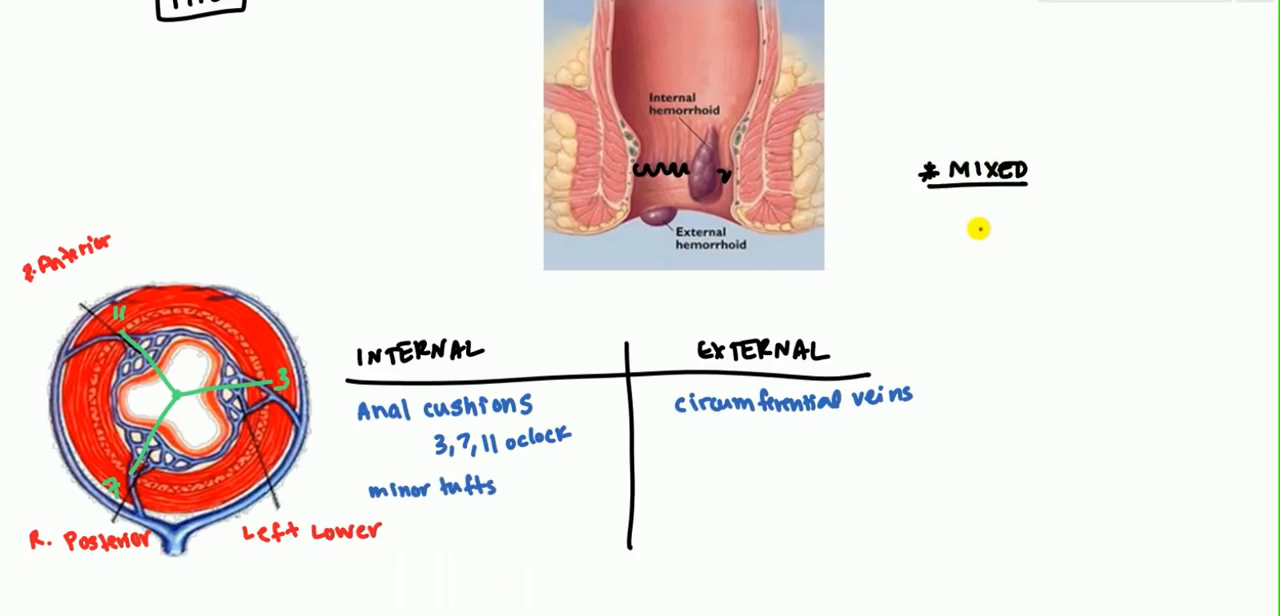 Internal
hemorrhoid
* MIXED
External
hemorrhoid
R. Anterior
11
3
7
R. Posterior
Left Lower
INTERNAL
EXTERNAL
Anal cushions
3, 7, 11 oclock
minor tufts
circumferential veins